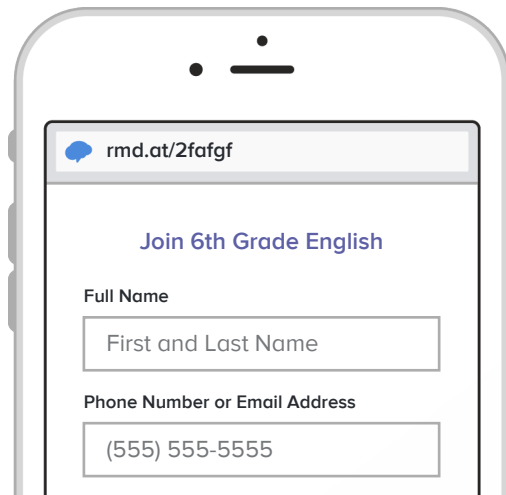 rmd.at/2fafgf
Join 6th Grade English
Full Name
First and Last Name
Phone Number or Email Address
(555) 555-5555